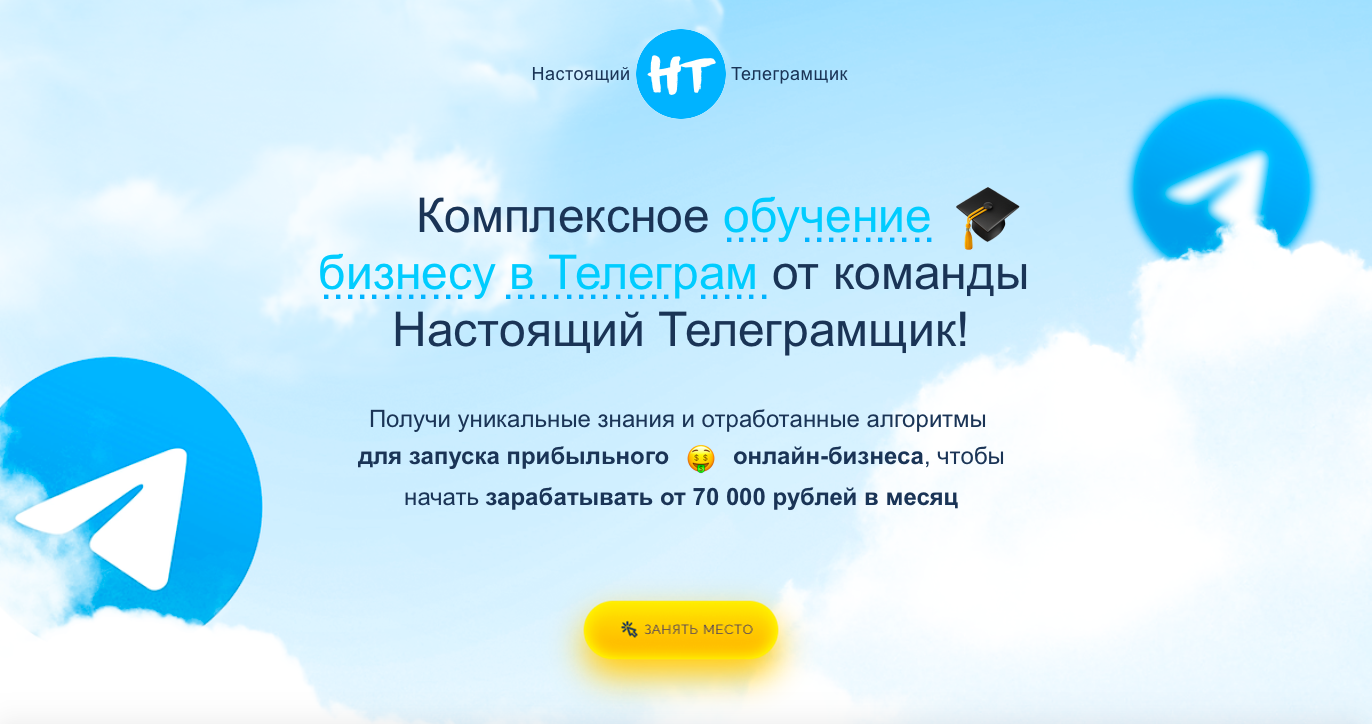 Настоящий НТ Телеграмщик
Комплексное обучение
бизнесу в Телеграм от команды
Настоящий Телеграмщик!
Получи уникальные знания и отработанные алгоритмы
для запуска прибыльного онлайн-бизнеса, чтобы
начать зарабатывать от 70 000 рублей в месяц
ЗАНЯТЬ МЕСТО